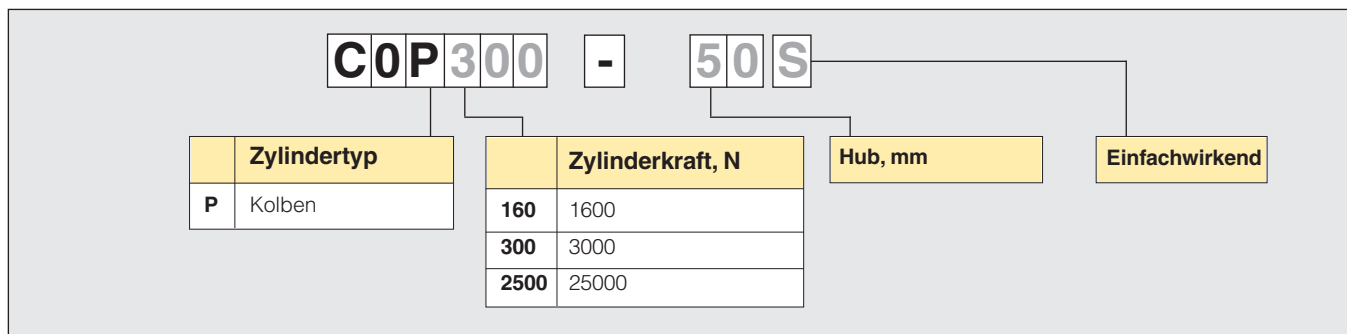 C0P300 - 50S
Zylindertyp
P Kolben
Zylinderkraft, N
160 1600
300 3000
2500 25000
Hub, mm
Einfachwirkend